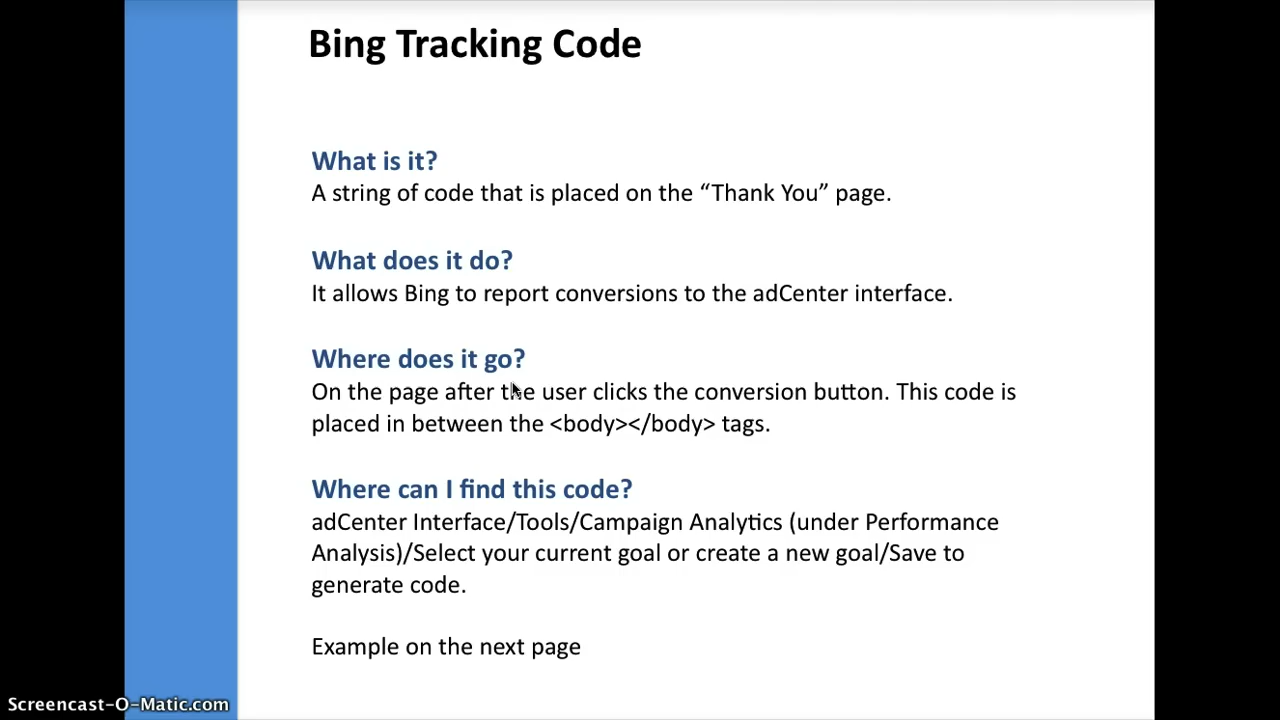 Bing Tracking Code
What is it?
A string of code that is placed on the “Thank You” page.
What does it do?
It allows Bing to report conversions to the adCenter interface.
Where does it go?
On the page after the user clicks the conversion button. This code is
placed in between the <body></body> tags.
Where can I find this code?
adCenter Interface/Tools/Campaign Analytics (under Performance
Analysis)/Select your current goal or create a new goal/Save to
generate code.
Example on the next page
Screencast-O-Matic.com